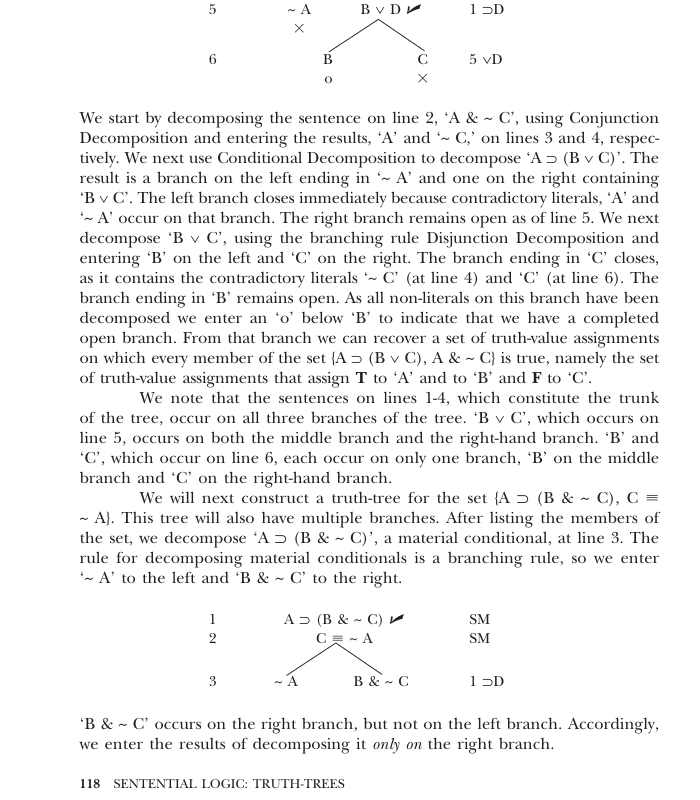 5 ~ A B ∨ D ✔ 1 ⊃D
×
6 B C 5 ∨D
o ×
We start by decomposing the sentence on line 2, ‘A & ~ C’, using Conjunction
Decomposition and entering the results, ‘A’ and ‘~ C,’ on lines 3 and 4, respec-
tively. We next use Conditional Decomposition to decompose ‘A ⊃ (B ∨ C)’. The
result is a branch on the left ending in ‘~ A’ and one on the right containing
‘B ∨ C’. The left branch closes immediately because contradictory literals, ‘A’ and
‘~ A’ occur on that branch. The right branch remains open as of line 5. We next
decompose ‘B ∨ C’, using the branching rule Disjunction Decomposition and
entering ‘B’ on the left and ‘C’ on the right. The branch ending in ‘C’ closes,
as it contains the contradictory literals ‘~ C’ (at line 4) and ‘C’ (at line 6). The
branch ending in ‘B’ remains open. As all non-literals on this branch have been
decomposed we enter an ‘o’ below ‘B’ to indicate that we have a completed
open branch. From that branch we can recover a set of truth-value assignments
on which every member of the set {A ⊃ (B ∨ C), A & ~ C} is true, namely the set
of truth-value assignments that assign T to ‘A’ and to ‘B’ and F to ‘C’.
We note that the sentences on lines 1-4, which constitute the trunk
of the tree, occur on all three branches of the tree. ‘B ∨ C’, which occurs on
line 5, occurs on both the middle branch and the right-hand branch. ‘B’ and
‘C’, which occur on line 6, each occur on only one branch, ‘B’ on the middle
branch and ‘C’ on the right-hand branch.
We will next construct a truth-tree for the set {A ⊃ (B & ~ C), C ≡
~ A}. This tree will also have multiple branches. After listing the members of
the set, we decompose ‘A ⊃ (B & ~ C)’, a material conditional, at line 3. The
rule for decomposing material conditionals is a branching rule, so we enter
‘~ A’ to the left and ‘B & ~ C’ to the right.
1 A ⊃ (B & ~ C) ✔ SM
2 C ≡ ~ A SM
3 ~ A B & ~ C 1 ⊃D
‘B & ~ C’ occurs on the right branch, but not on the left branch. Accordingly,
we enter the results of decomposing it only on the right branch.
118 SENTENTIAL LOGIC: TRUTH-TREES